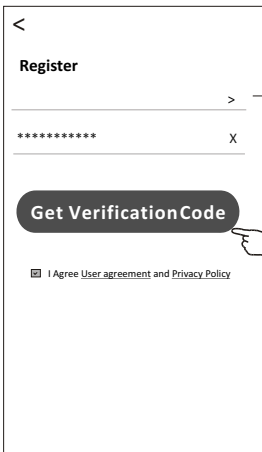 <
Register
>
*********** X
Get VerificationCode
I Agree User agreement and Privacy Policy